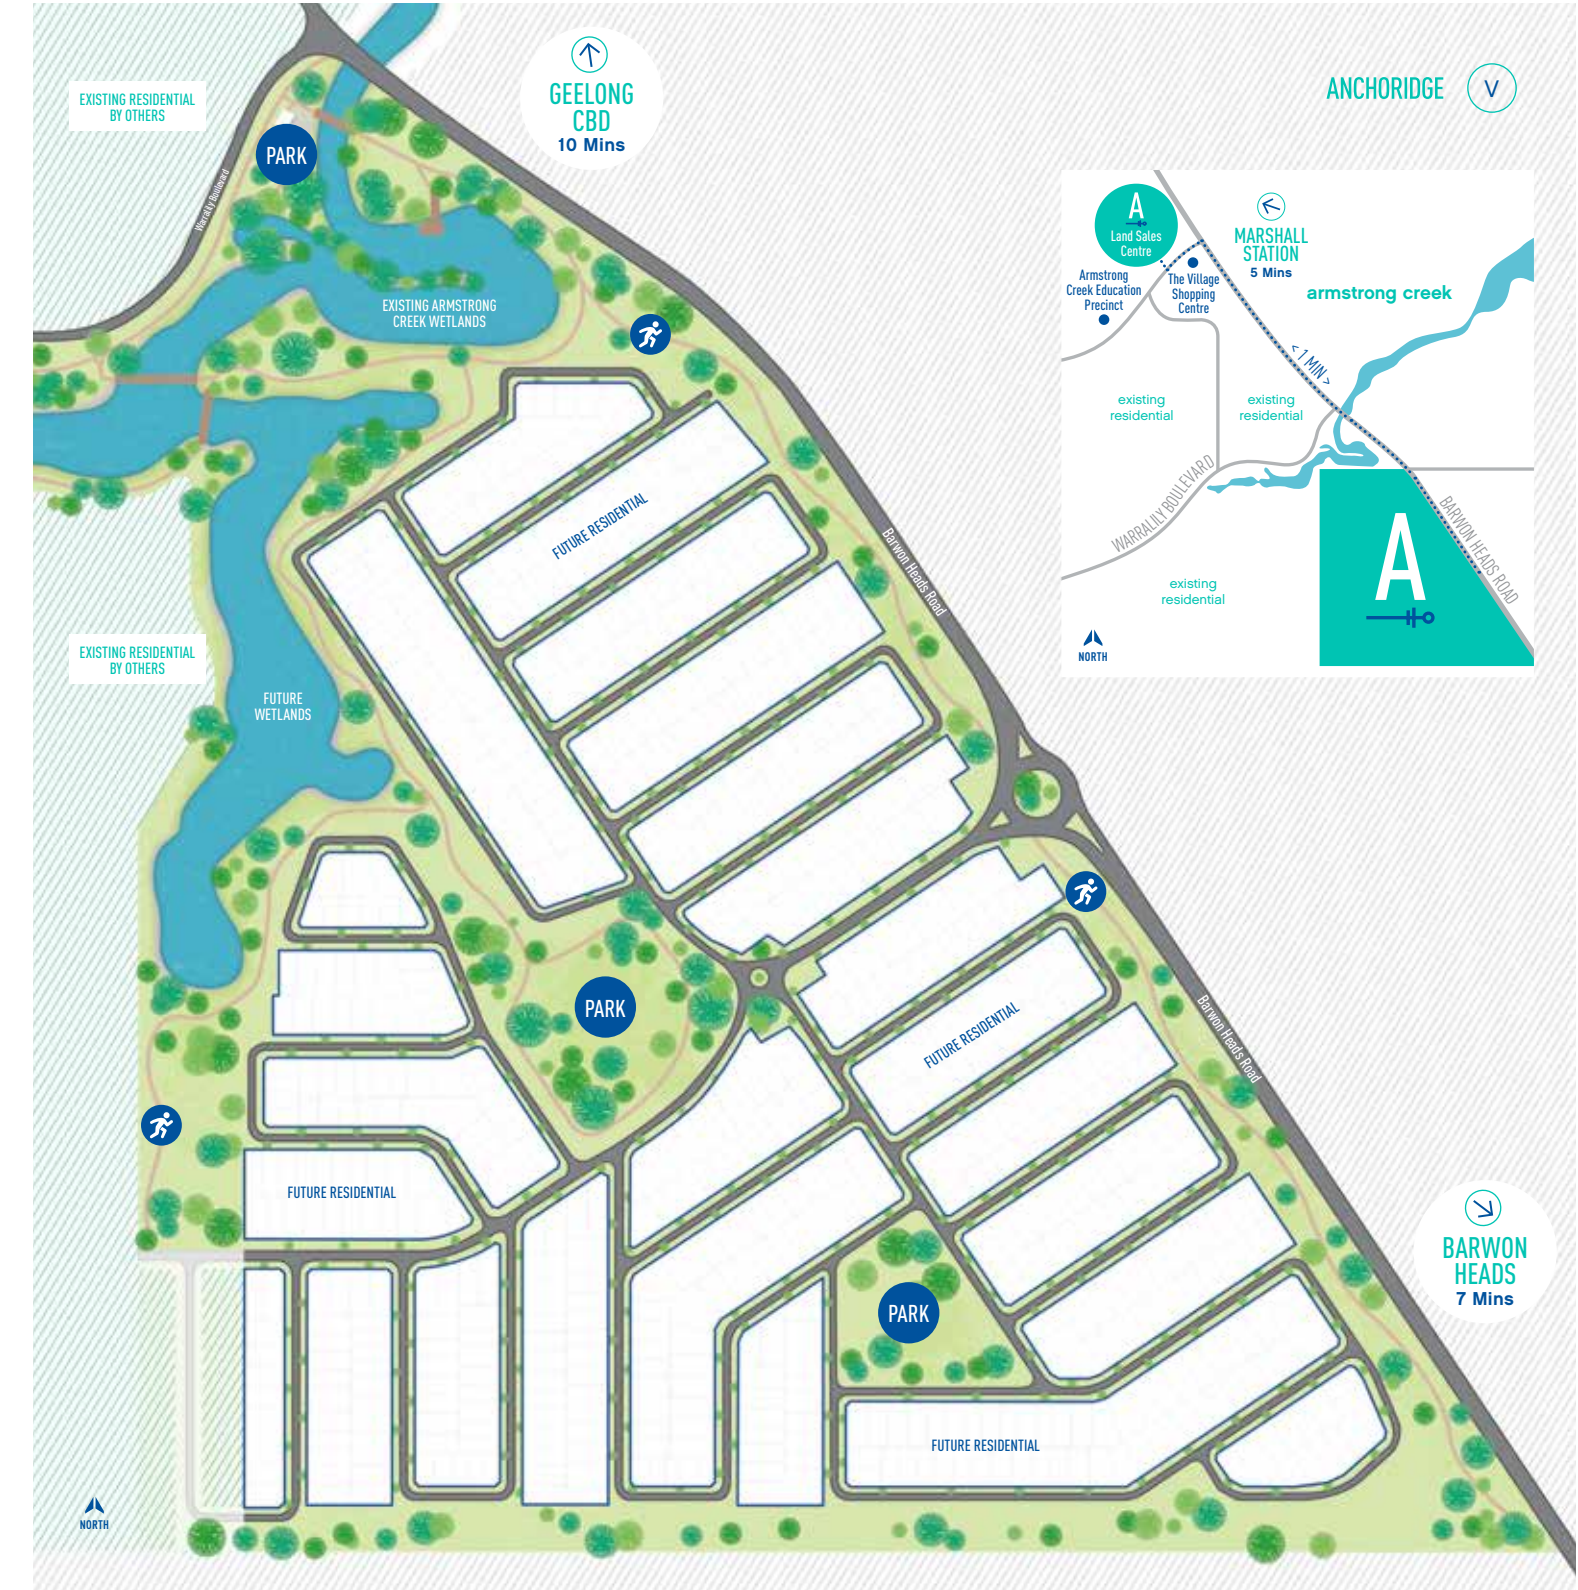 EXISTING RESIDENTIAL
BY OTHERS
GEELONG
CBD
10 Mins
ANCHORIDGE
V
PARK
Warralily Boulevard
EXISTING ARMSTRONG
CREEK WETLANDS
A
Land Sales
Centre
MARSHALL
STATION
5 Mins
Armstrong
Creek Education
Precinct
The Village
Shopping
Centre
armstrong creek
< 1 MIN >
existing
residential
existing
residential
WARRALILY BOULEVARD
BARWON HEADS ROAD
A
existing
residential
NORTH
FUTURE RESIDENTIAL
Barwon Heads Road
EXISTING RESIDENTIAL
BY OTHERS
FUTURE
WETLANDS
PARK
FUTURE RESIDENTIAL
Barwon Heads Road
FUTURE RESIDENTIAL
BARWON
HEADS
7 Mins
PARK
FUTURE RESIDENTIAL
NORTH